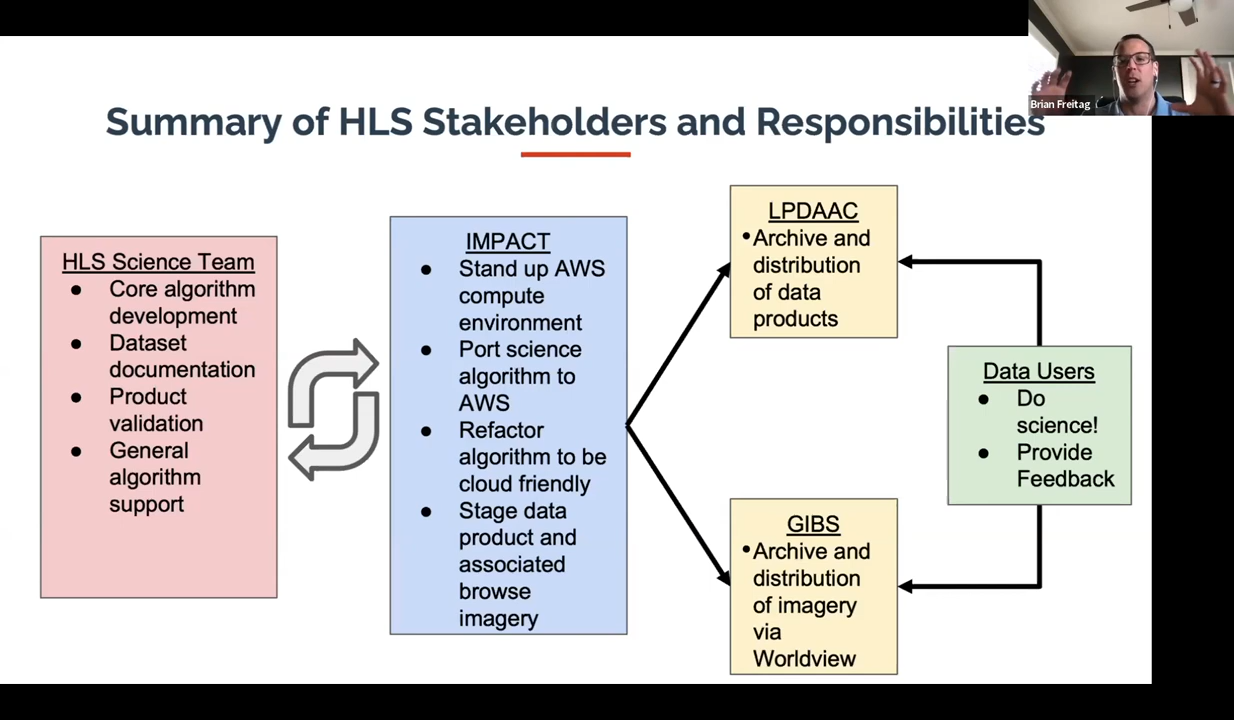 Brian Freitag
Summary of HLS Stakeholders and Responsibilities
HLS Science Team
● Core algorithm
development
● Dataset
documentation
● Product
validation
● General
algorithm
support
IMPACT
● Stand up AWS
compute
environment
● Port science
algorithm to
AWS
● Refactor
algorithm to be
cloud friendly
● Stage data
product and
associated
browse
imagery
LPDAAC
•Archive and
distribution
of data
products
GIBS
•Archive and
distribution
of imagery
via
Worldview
Data Users
● Do
science!
● Provide
Feedback